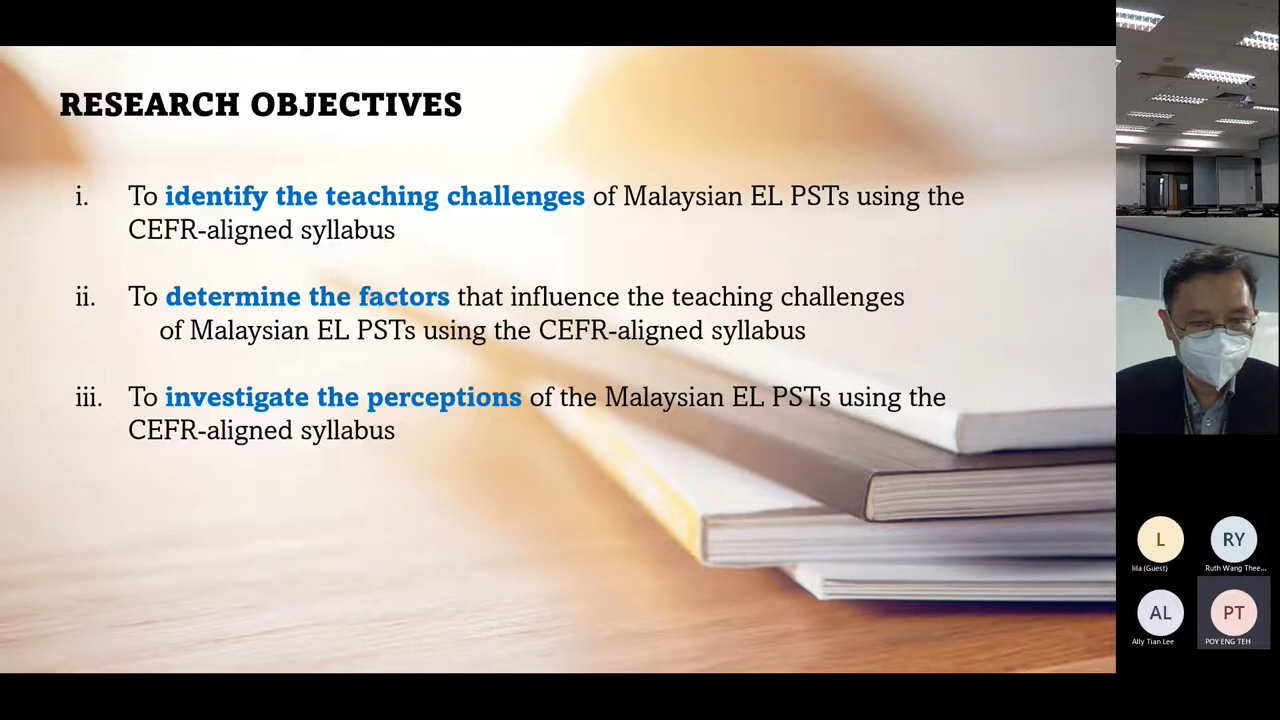 RESEARCH OBJECTIVES
i. To identify the teaching challenges of Malaysian EL PSTs using the
CEFR-aligned syllabus
ii. To determine the factors that influence the teaching challenges
of Malaysian EL PSTs using the CEFR-aligned syllabus
iii. To investigate the perceptions of the Malaysian EL PSTs using the
CEFR-aligned syllabus
L
RY
lila (Guest)
Ruth Wang Thee...
AL
PT
Ally Tian Lee
POY ENG TEH